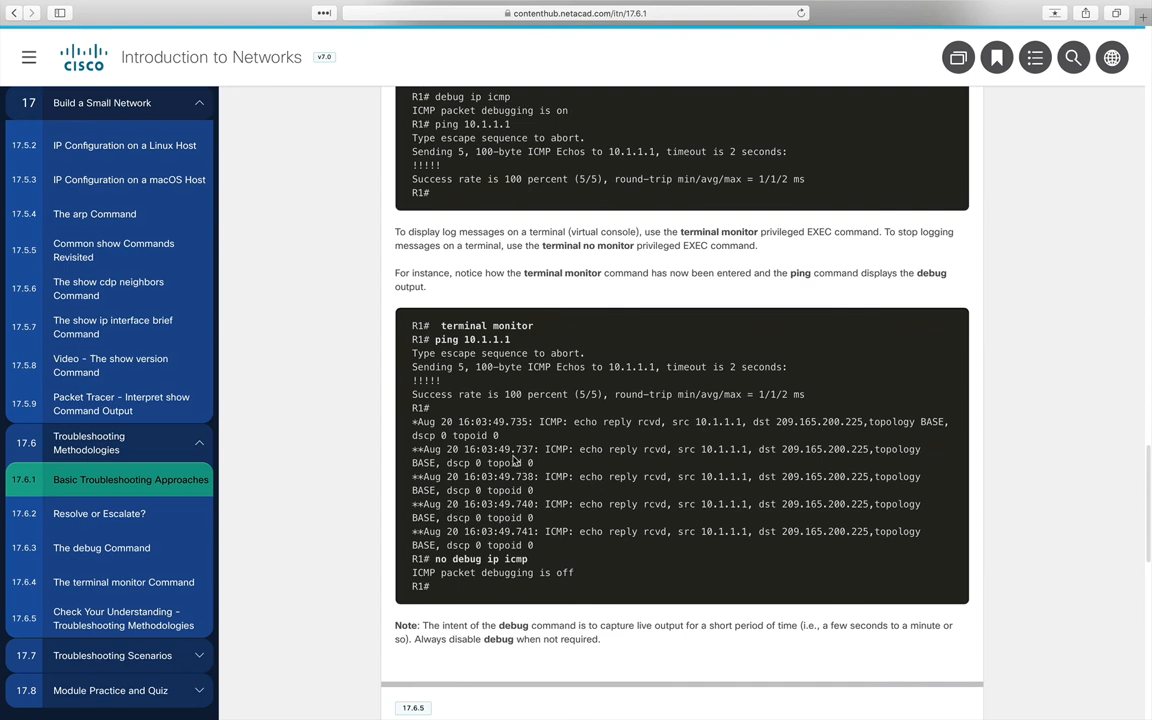 contenthub.netacad.com/itn/17.6.1
CISCO
Introduction to Networks
v7.0
17 Build a Small Network
17.5.2 IP Configuration on a Linux Host
17.5.3 IP Configuration on a macOS Host
17.5.4 The arp Command
17.5.5 Common show Commands
Revisited
17.5.6 The show cdp neighbors
Command
17.5.7 The show ip interface brief
Command
17.5.8 Video - The show version
Command
17.5.9 Packet Tracer - Interpret show
Command Output
17.6 Troubleshooting
Methodologies
17.6.1 Basic Troubleshooting Approaches
17.6.2 Resolve or Escalate?
17.6.3 The debug Command
17.6.4 The terminal monitor Command
17.6.5 Check Your Understanding -
Troubleshooting Methodologies
17.7 Troubleshooting Scenarios
17.8 Module Practice and Quiz
R1# debug ip icmp
ICMP packet debugging is on
R1# ping 10.1.1.1
Type escape sequence to abort.
Sending 5, 100-byte ICMP Echos to 10.1.1.1, timeout is 2 seconds:
!!!!!
Success rate is 100 percent (5/5), round-trip min/avg/max = 1/1/2 ms
R1#
To display log messages on a terminal (virtual console), use the terminal monitor privileged EXEC command. To stop logging
messages on a terminal, use the terminal no monitor privileged EXEC command.
For instance, notice how the terminal monitor command has now been entered and the ping command displays the debug
output.
R1# terminal monitor
R1# ping 10.1.1.1
Type escape sequence to abort.
Sending 5, 100-byte ICMP Echos to 10.1.1.1, timeout is 2 seconds:
!!!!!
Success rate is 100 percent (5/5), round-trip min/avg/max = 1/1/2 ms
R1#
*Aug 20 16:03:49.735: ICMP: echo reply rcvd, src 10.1.1.1, dst 209.165.200.225,topology BASE,
dscp 0 topoid 0
**Aug 20 16:03:49.737: ICMP: echo reply rcvd, src 10.1.1.1, dst 209.165.200.225,topology
BASE, dscp 0 topoid 0
**Aug 20 16:03:49.738: ICMP: echo reply rcvd, src 10.1.1.1, dst 209.165.200.225,topology
BASE, dscp 0 topoid 0
**Aug 20 16:03:49.740: ICMP: echo reply rcvd, src 10.1.1.1, dst 209.165.200.225,topology
BASE, dscp 0 topoid 0
**Aug 20 16:03:49.741: ICMP: echo reply rcvd, src 10.1.1.1, dst 209.165.200.225,topology
BASE, dscp 0 topoid 0
R1# no debug ip icmp
ICMP packet debugging is off
R1#
Note: The intent of the debug command is to capture live output for a short period of time (i.e., a few seconds to a minute or
so). Always disable debug when not required.
17.6.5